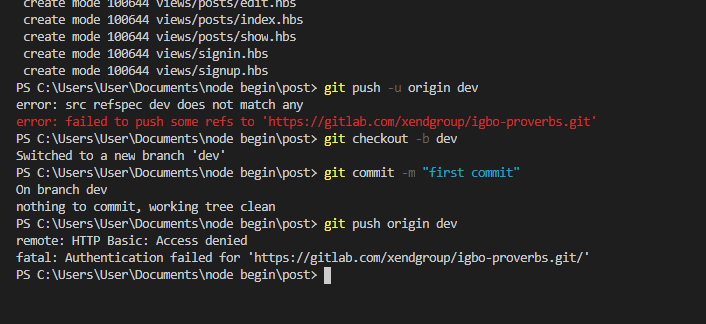 create mode 100644 views/posts/edit.hbs
create mode 100644 views/posts/index.hbs
create mode 100644 views/posts/show.hbs
create mode 100644 views/signin.hbs
create mode 100644 views/signup.hbs
PS C:\Users\User\Documents\node begin\post> git push -u origin dev
error: src refspec dev does not match any
error: failed to push some refs to 'https://gitlab.com/xendgroup/igbo-proverbs.git'
PS C:\Users\User\Documents\node begin\post> git checkout -b dev
Switched to a new branch 'dev'
PS C:\Users\User\Documents\node begin\post> git commit -m "first commit"
On branch dev
nothing to commit, working tree clean
PS C:\Users\User\Documents\node begin\post> git push origin dev
remote: HTTP Basic: Access denied
fatal: Authentication failed for 'https://gitlab.com/xendgroup/igbo-proverbs.git/'
PS C:\Users\User\Documents\node begin\post>